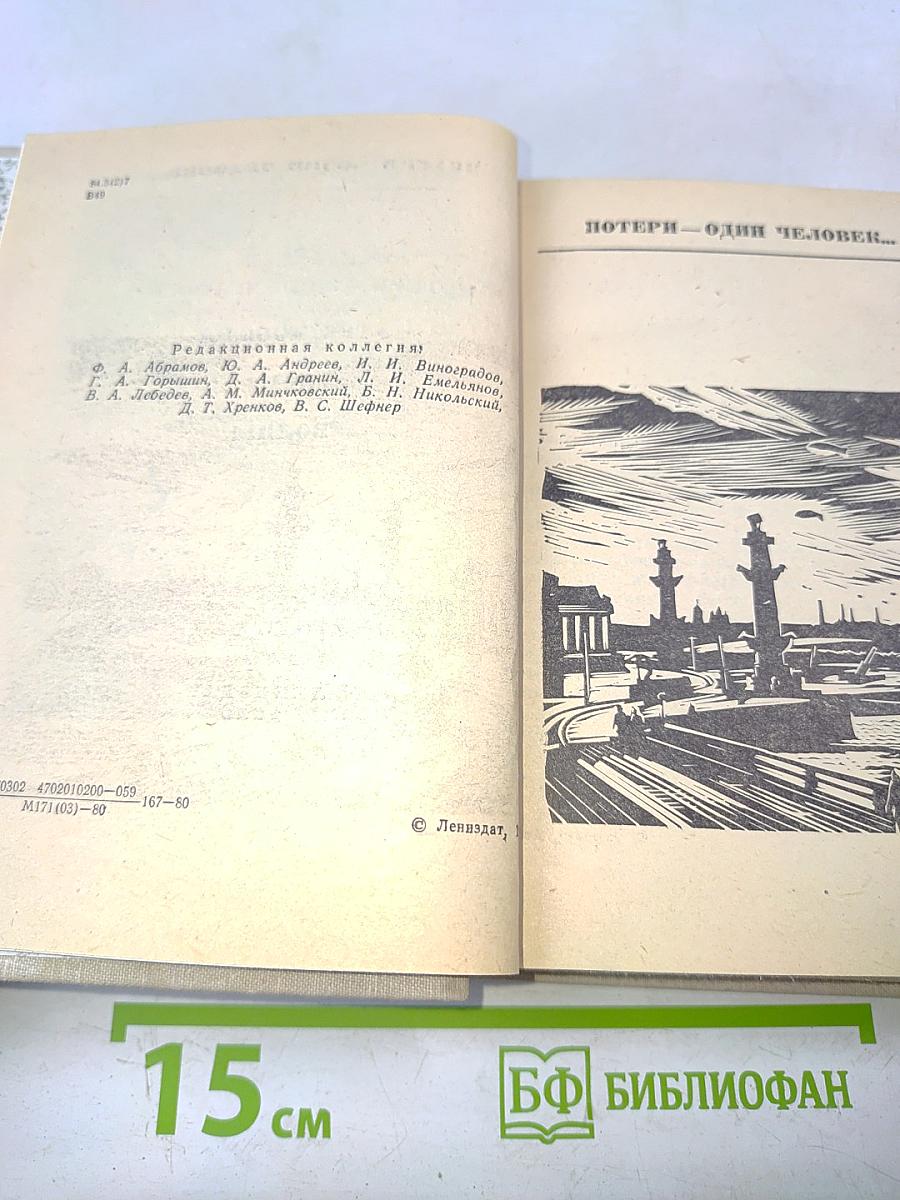 84.3(2)7
В49
Редакционная коллегия:
Ф. А. Абрамов, Ю. А. Андреев, И. И. Виноградов,
Г. А. Горышин, Д. А. Гранин, Л. И. Емельянов,
В. А. Лебедев, А. М. Минчковский, Б. Н. Никольский,
Д. Т. Хренков, В. С. Шефнер
0302 4702010200—059
М171(03)—80
167—80
© Лениздат,
ПОТЕРИ — ОДИН ЧЕЛОВЕК...
15 см
БФ БИБЛИОФАН